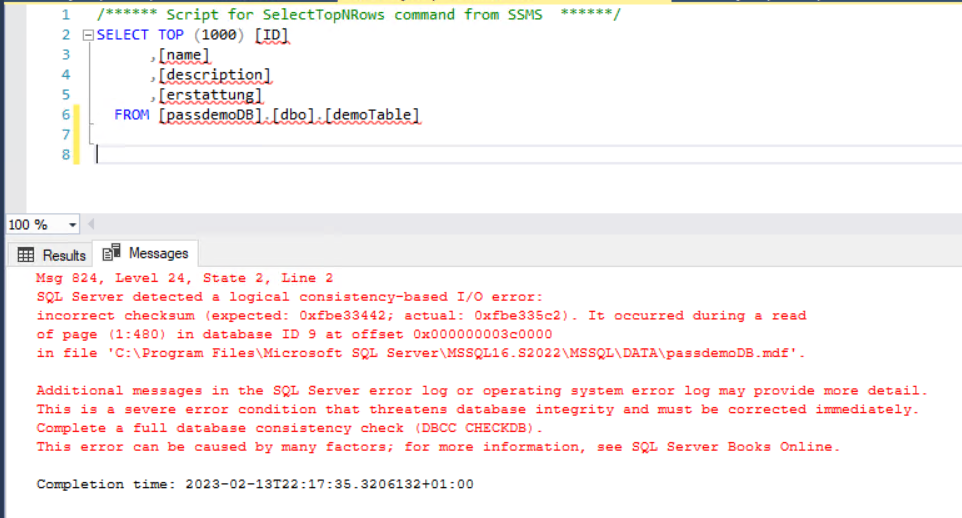 1 /****** Script for SelectTopNRows command from SSMS ******/
2 SELECT TOP (1000) [ID]
3 ,[name]
4 ,[description]
5 ,[erstattung]
6 FROM [passdemoDB].[dbo].[demoTable]
7
8
100 %
Results Messages
Msg 824, Level 24, State 2, Line 2
SQL Server detected a logical consistency-based I/O error:
incorrect checksum (expected: 0xfbe33442; actual: 0xfbe335c2). It occurred during a read
of page (1:480) in database ID 9 at offset 0x000000003c0000
in file 'C:\Program Files\Microsoft SQL Server\MSSQL16.S2022\MSSQL\DATA\passdemoDB.mdf'.
Additional messages in the SQL Server error log or operating system error log may provide more detail.
This is a severe error condition that threatens database integrity and must be corrected immediately.
Complete a full database consistency check (DBCC CHECKDB).
This error can be caused by many factors; for more information, see SQL Server Books Online.
Completion time: 2023-02-13T22:17:35.3206132+01:00